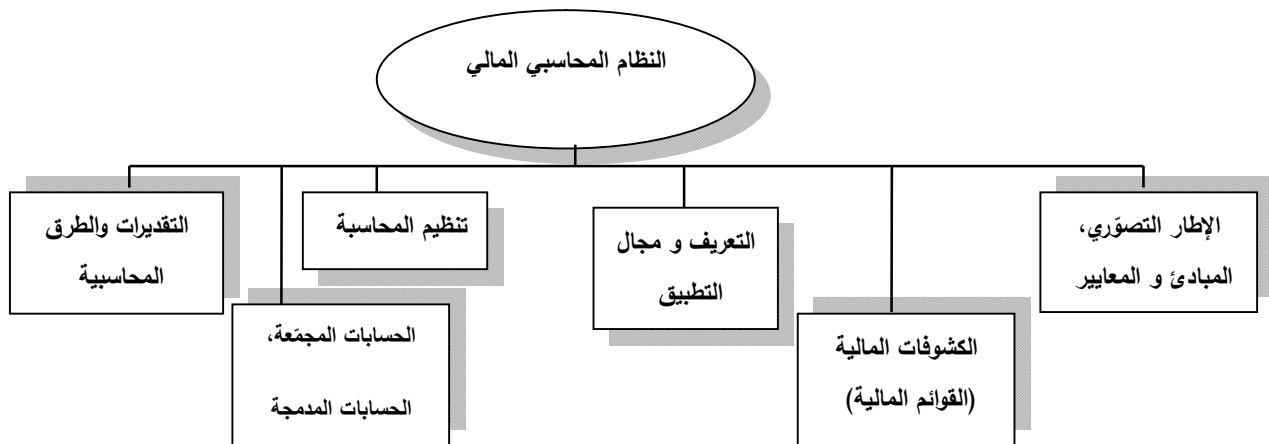 النظام المحاسبي المالي
الإطار التصوّري،
المبادئ و المعايير
الكشوفات المالية
(القوائم المالية)
التعريف و مجال
التطبيق
تنظيم المحاسبة
الحسابات المجمّعة،
الحسابات المدمجة
التقديرات والطرق
المحاسبية